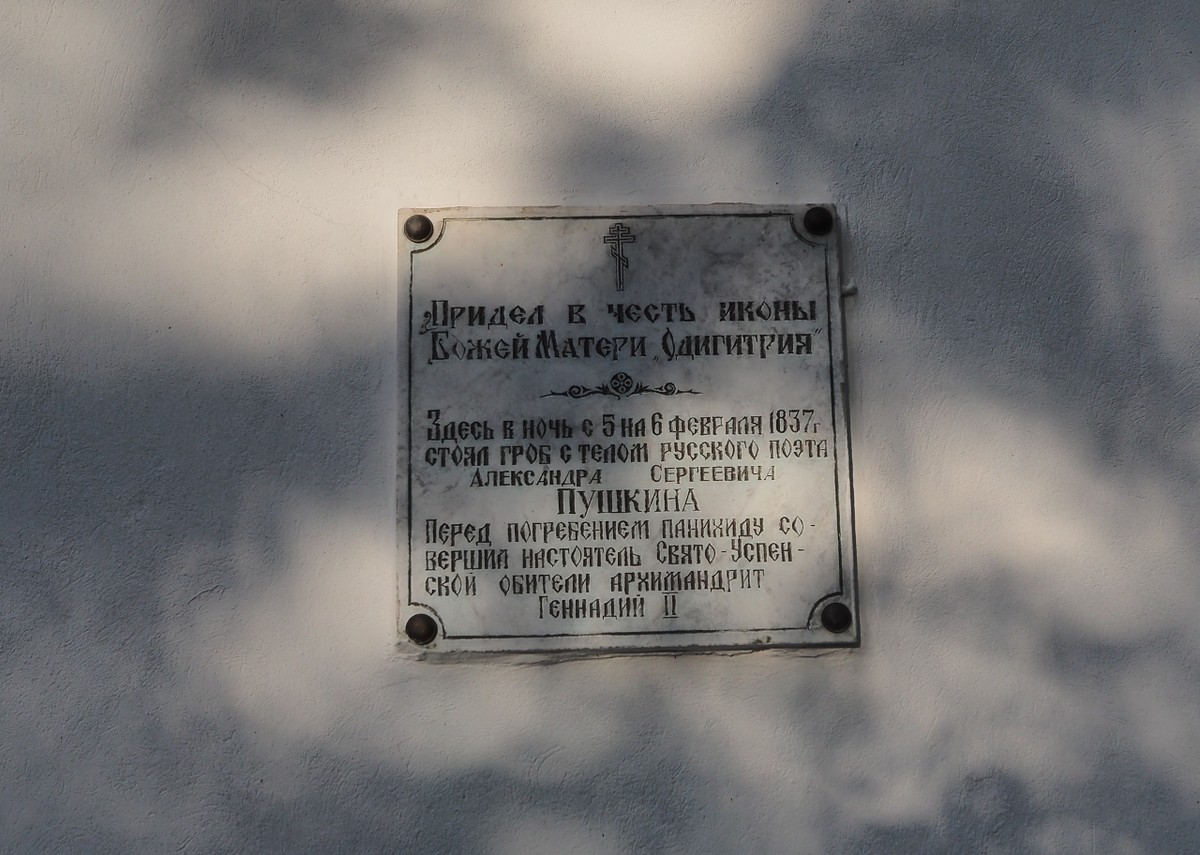 „Придел в честь иконы
Божей Матери „Одигитрия“
Здесь в ночь с 5 на 6 февраля 1837г
стоял гроб с телом русского поэта
Александра Сергеевича
ПУШКИНА
Перед погребением панихиду со-
вершил настоятель Свято-Успен-
ской обители архимандрит
Геннадий II